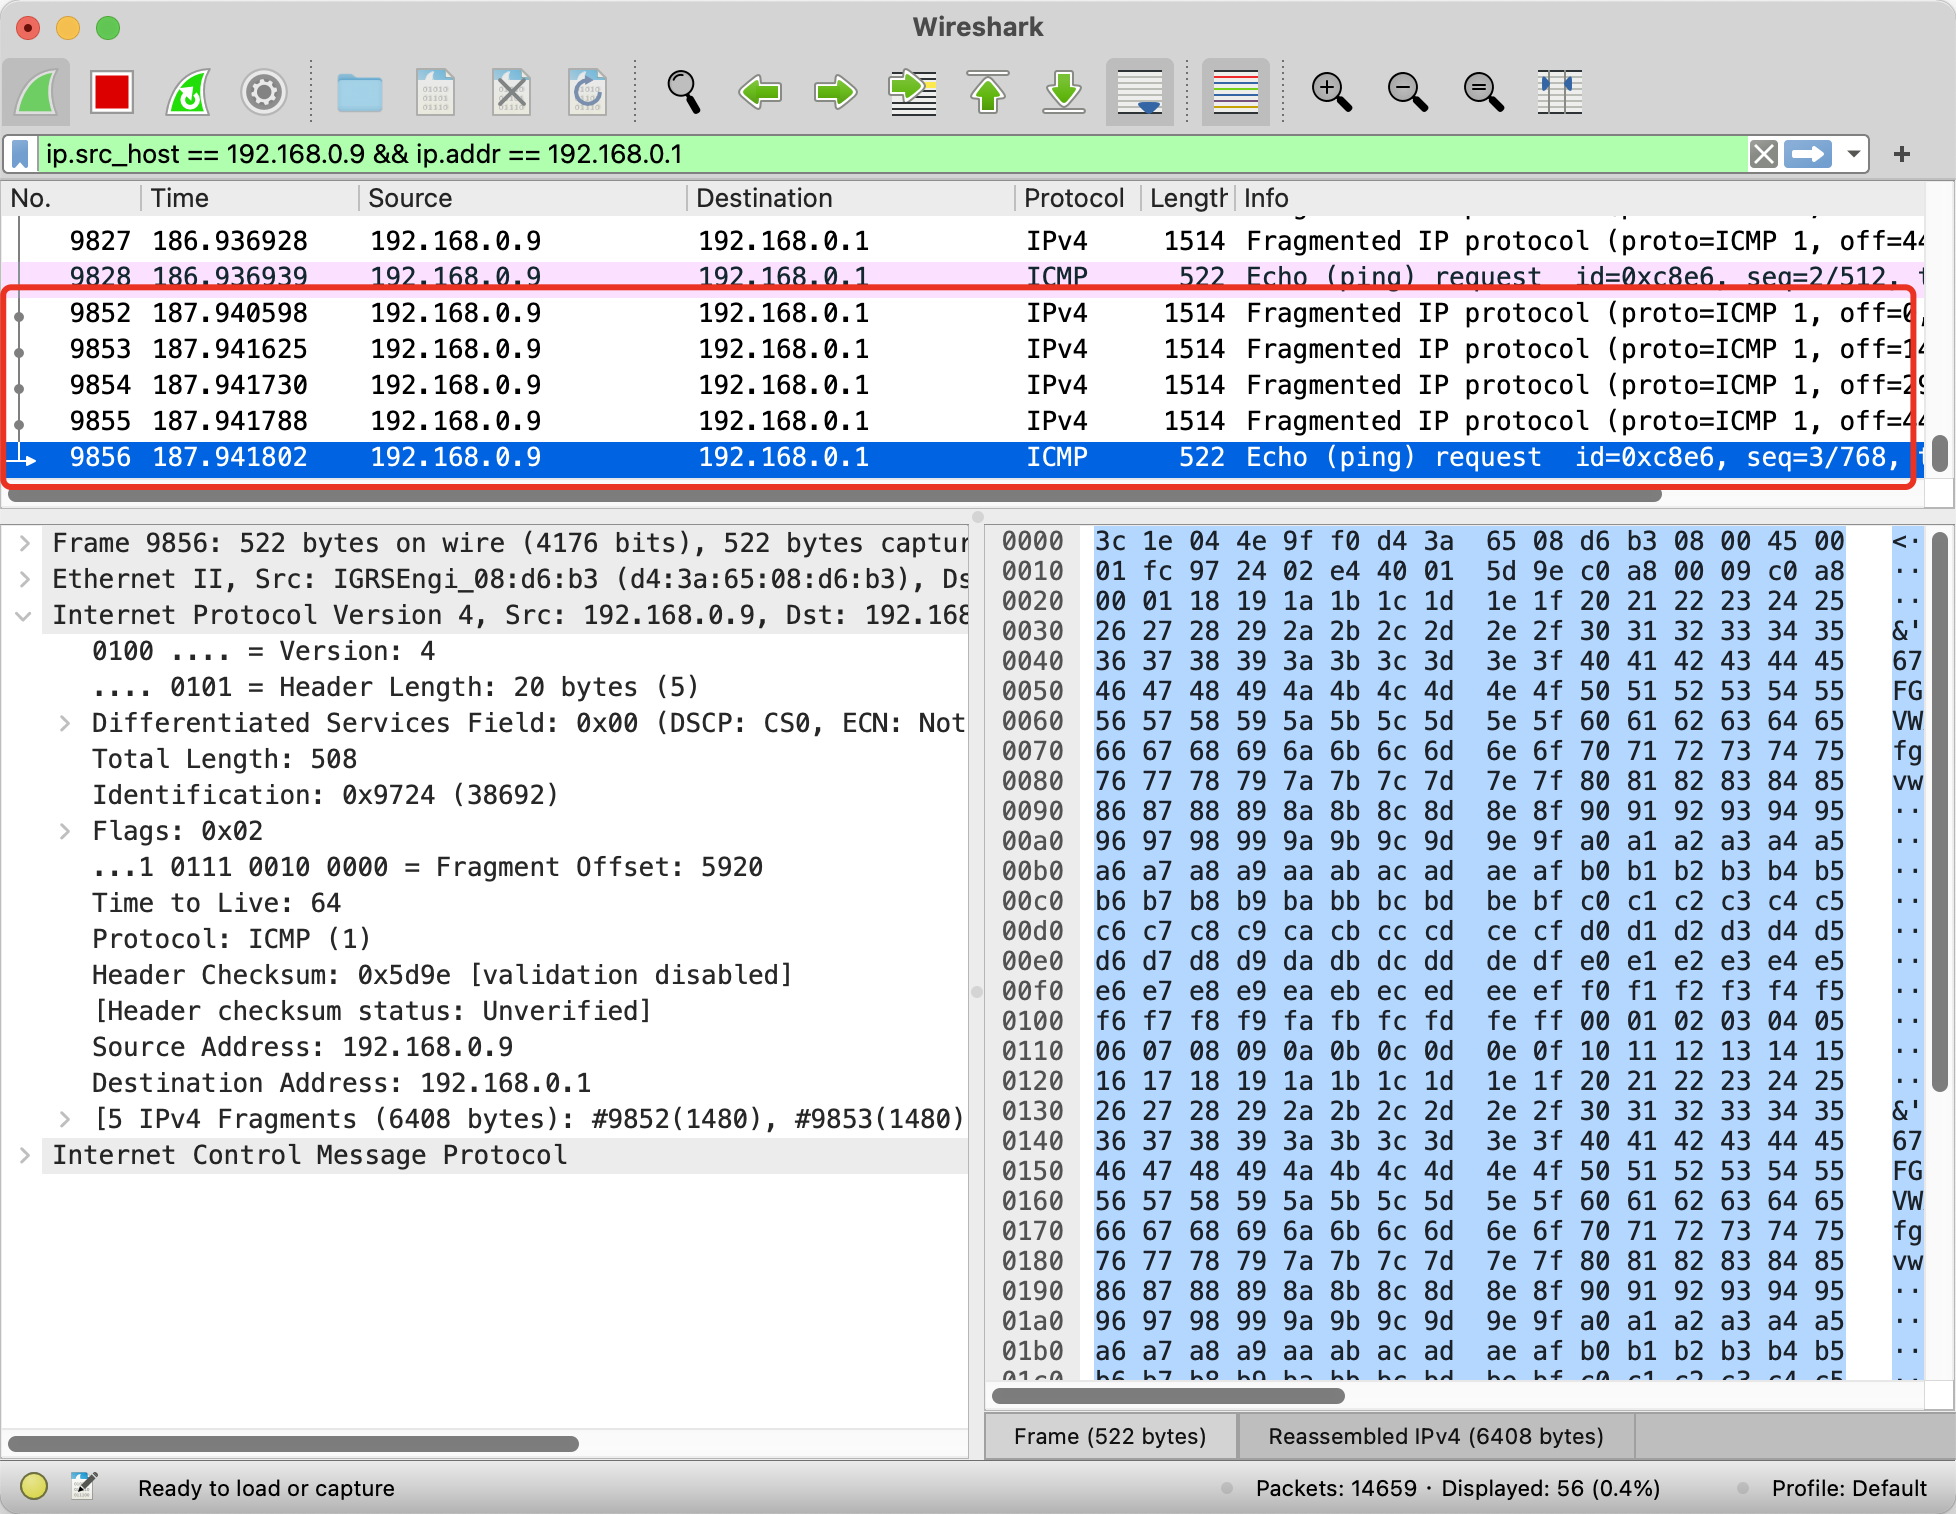 Wireshark
ip.src_host == 192.168.0.9 && ip.addr == 192.168.0.1
No. Time Source Destination Protocol Length Info
9827 186.936928 192.168.0.9 192.168.0.1 IPv4 1514 Fragmented IP protocol (proto=ICMP 1, off=44
9828 186.936939 192.168.0.9 192.168.0.1 ICMP 522 Echo (ping) request id=0xc8e6, seq=2/512, t
9852 187.940598 192.168.0.9 192.168.0.1 IPv4 1514 Fragmented IP protocol (proto=ICMP 1, off=0,
9853 187.941625 192.168.0.9 192.168.0.1 IPv4 1514 Fragmented IP protocol (proto=ICMP 1, off=14
9854 187.941730 192.168.0.9 192.168.0.1 IPv4 1514 Fragmented IP protocol (proto=ICMP 1, off=29
9855 187.941788 192.168.0.9 192.168.0.1 IPv4 1514 Fragmented IP protocol (proto=ICMP 1, off=44
9856 187.941802 192.168.0.9 192.168.0.1 ICMP 522 Echo (ping) request id=0xc8e6, seq=3/768, t
Frame 9856: 522 bytes on wire (4176 bits), 522 bytes captur
Ethernet II, Src: IGRSEngi_08:d6:b3 (d4:3a:65:08:d6:b3), Ds
Internet Protocol Version 4, Src: 192.168.0.9, Dst: 192.168
0100 .... = Version: 4
.... 0101 = Header Length: 20 bytes (5)
Differentiated Services Field: 0x00 (DSCP: CS0, ECN: Not
Total Length: 508
Identification: 0x9724 (38692)
Flags: 0x02
...1 0111 0010 0000 = Fragment Offset: 5920
Time to Live: 64
Protocol: ICMP (1)
Header Checksum: 0x5d9e [validation disabled]
[Header checksum status: Unverified]
Source Address: 192.168.0.9
Destination Address: 192.168.0.1
[5 IPv4 Fragments (6408 bytes): #9852(1480), #9853(1480)
Internet Control Message Protocol
0000 3c 1e 04 4e 9f f0 d4 3a 65 08 d6 b3 08 00 45 00 <·
0010 01 fc 97 24 02 e4 40 01 5d 9e c0 a8 00 09 c0 a8 ··
0020 00 01 18 19 1a 1b 1c 1d 1e 1f 20 21 22 23 24 25 ··
0030 26 27 28 29 2a 2b 2c 2d 2e 2f 30 31 32 33 34 35 &'
0040 36 37 38 39 3a 3b 3c 3d 3e 3f 40 41 42 43 44 45 67
0050 46 47 48 49 4a 4b 4c 4d 4e 4f 50 51 52 53 54 55 FG
0060 56 57 58 59 5a 5b 5c 5d 5e 5f 60 61 62 63 64 65 VW
0070 66 67 68 69 6a 6b 6c 6d 6e 6f 70 71 72 73 74 75 fg
0080 76 77 78 79 7a 7b 7c 7d 7e 7f 80 81 82 83 84 85 vw
0090 86 87 88 89 8a 8b 8c 8d 8e 8f 90 91 92 93 94 95 ··
00a0 96 97 98 99 9a 9b 9c 9d 9e 9f a0 a1 a2 a3 a4 a5 ··
00b0 a6 a7 a8 a9 aa ab ac ad ae af b0 b1 b2 b3 b4 b5 ··
00c0 b6 b7 b8 b9 ba bb bc bd be bf c0 c1 c2 c3 c4 c5 ··
00d0 c6 c7 c8 c9 ca cb cc cd ce cf d0 d1 d2 d3 d4 d5 ··
00e0 d6 d7 d8 d9 da db dc dd de df e0 e1 e2 e3 e4 e5 ··
00f0 e6 e7 e8 e9 ea eb ec ed ee ef f0 f1 f2 f3 f4 f5 ··
0100 f6 f7 f8 f9 fa fb fc fd fe ff 00 01 02 03 04 05 ··
0110 06 07 08 09 0a 0b 0c 0d 0e 0f 10 11 12 13 14 15 ··
0120 16 17 18 19 1a 1b 1c 1d 1e 1f 20 21 22 23 24 25 ··
0130 26 27 28 29 2a 2b 2c 2d 2e 2f 30 31 32 33 34 35 &'
0140 36 37 38 39 3a 3b 3c 3d 3e 3f 40 41 42 43 44 45 67
0150 46 47 48 49 4a 4b 4c 4d 4e 4f 50 51 52 53 54 55 FG
0160 56 57 58 59 5a 5b 5c 5d 5e 5f 60 61 62 63 64 65 VW
0170 66 67 68 69 6a 6b 6c 6d 6e 6f 70 71 72 73 74 75 fg
0180 76 77 78 79 7a 7b 7c 7d 7e 7f 80 81 82 83 84 85 vw
0190 86 87 88 89 8a 8b 8c 8d 8e 8f 90 91 92 93 94 95 ··
01a0 96 97 98 99 9a 9b 9c 9d 9e 9f a0 a1 a2 a3 a4 a5 ··
01b0 a6 a7 a8 a9 aa ab ac ad ae af b0 b1 b2 b3 b4 b5 ··
01c0 b6 b7 b8 b9 ba bb bc bd be bf c0 c1 c2 c3 c4 c5 ··
Frame (522 bytes) Reassembled IPv4 (6408 bytes)
Ready to load or capture Packets: 14659 · Displayed: 56 (0.4%) Profile: Default